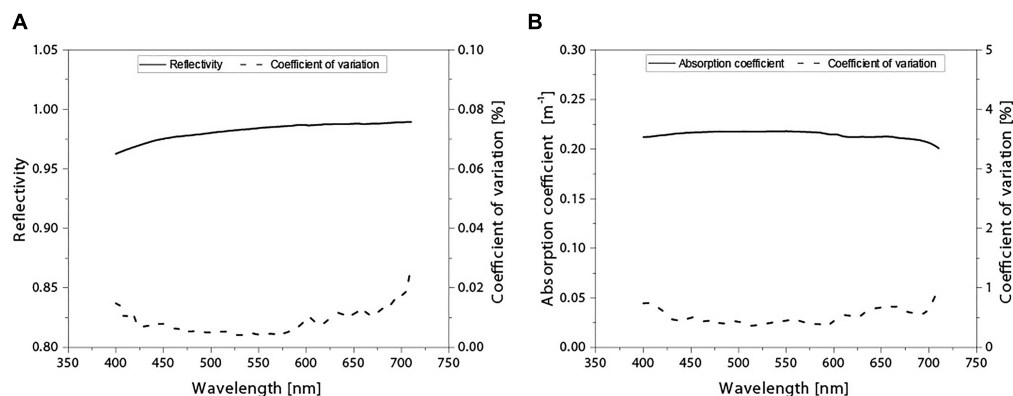 A
1.05
1.00
0.95
0.90
0.85
0.80
Reflectivity
Reflectivity
Coefficient of variation
0.10
0.08
0.06
0.04
0.02
0.00
Coefficient of variation [%]
350 400 450 500 550 600 650 700 750
Wavelength [nm]
B
0.30
0.25
0.20
0.15
0.10
0.05
0.00
Absorption coefficient [m-1]
Absorption coefficient
Coefficient of variation
5
4
3
2
1
0
Coefficient of variation [%]
350 400 450 500 550 600 650 700 750
Wavelength [nm]